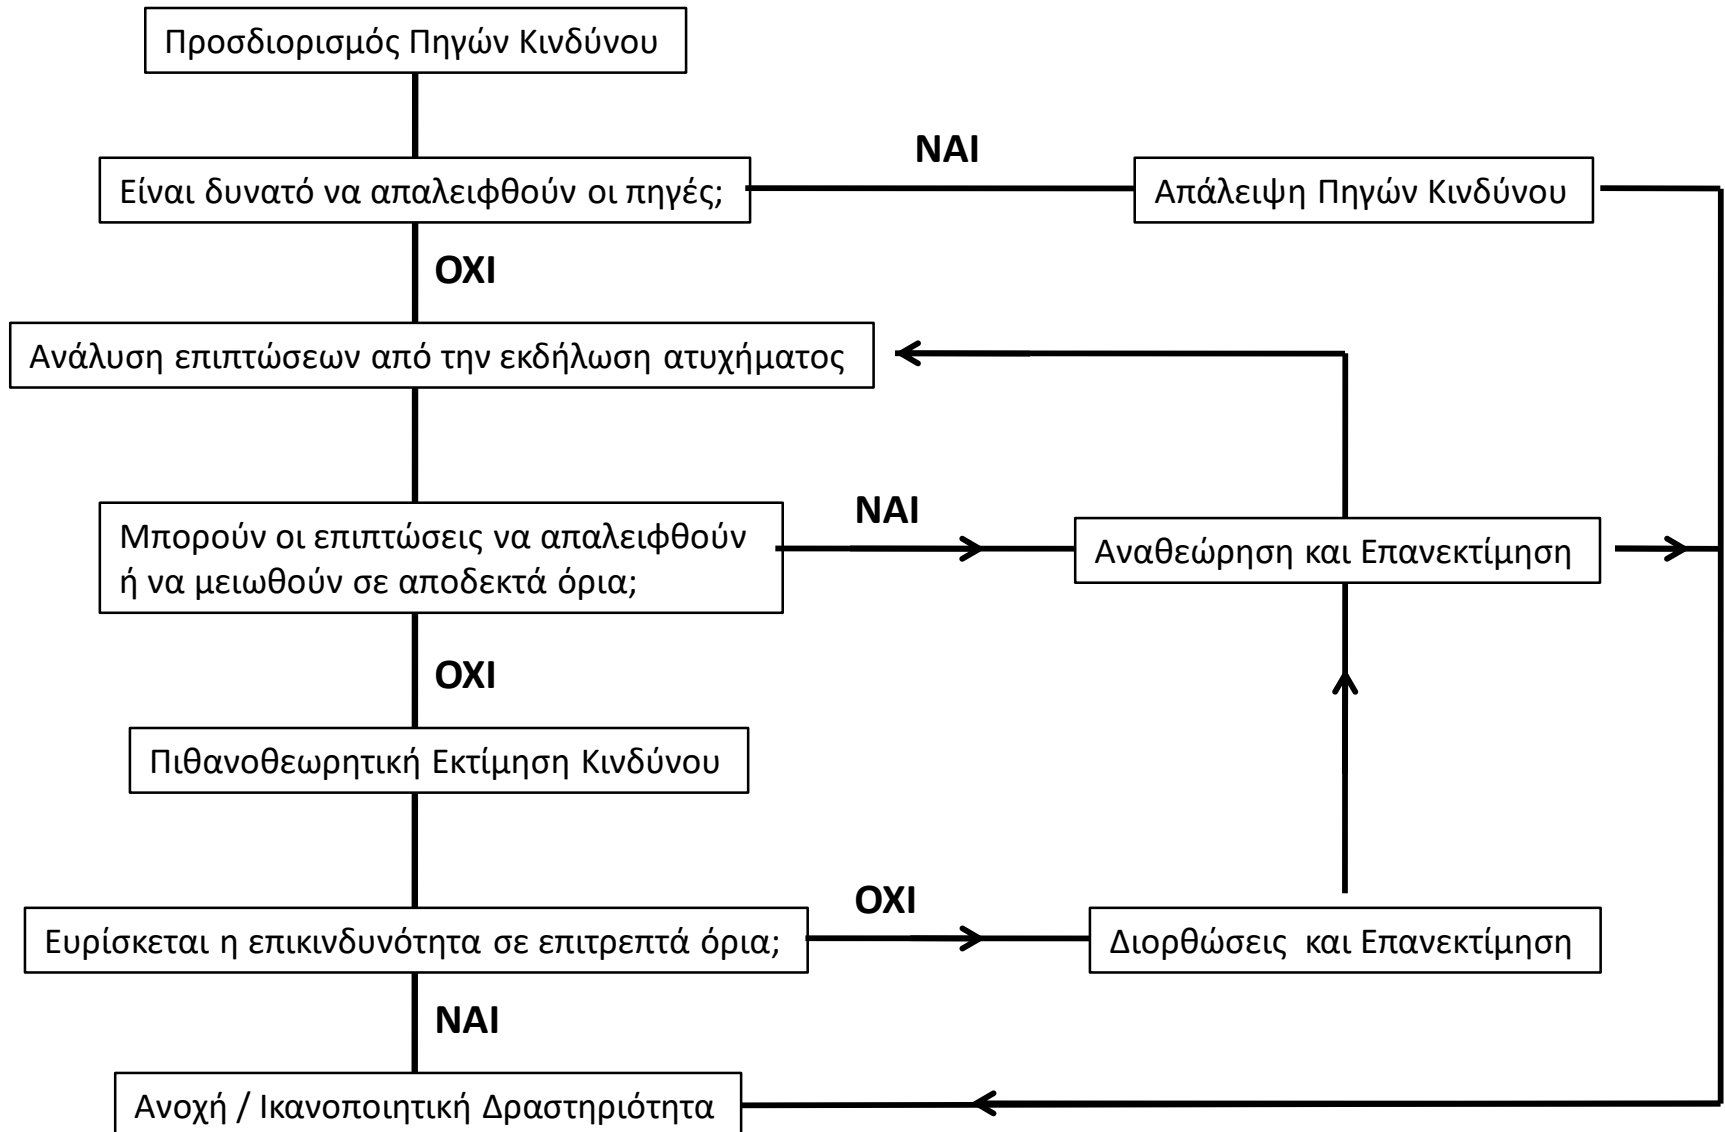 Προσδιορισμός Πηγών Κινδύνου
ΝΑΙ
Είναι δυνατό να απαλειφθούν οι πηγές;
Απάλειψη Πηγών Κινδύνου
ΟΧΙ
Ανάλυση επιπτώσεων από την εκδήλωση ατυχήματος
ΝΑΙ
Μπορούν οι επιπτώσεις να απαλειφθούν
ή να μειωθούν σε αποδεκτά όρια;
Αναθεώρηση και Επανεκτίμηση
ΟΧΙ
Πιθανοθεωρητική Εκτίμηση Κινδύνου
ΟΧΙ
Ευρίσκεται η επικινδυνότητα σε επιτρεπτά όρια;
Διορθώσεις και Επανεκτίμηση
ΝΑΙ
Ανοχή / Ικανοποιητική Δραστηριότητα